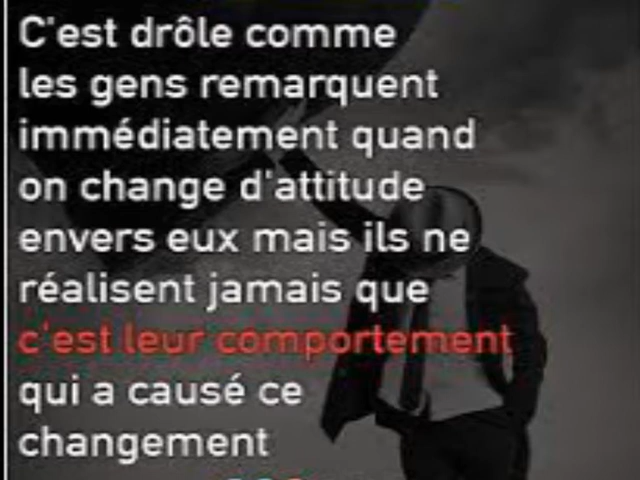 C'est drôle comme
les gens remarquent
immédiatement quand
on change d'attitude
envers eux mais ils ne
réalisent jamais que
c'est leur comportement
qui a causé ce
changement